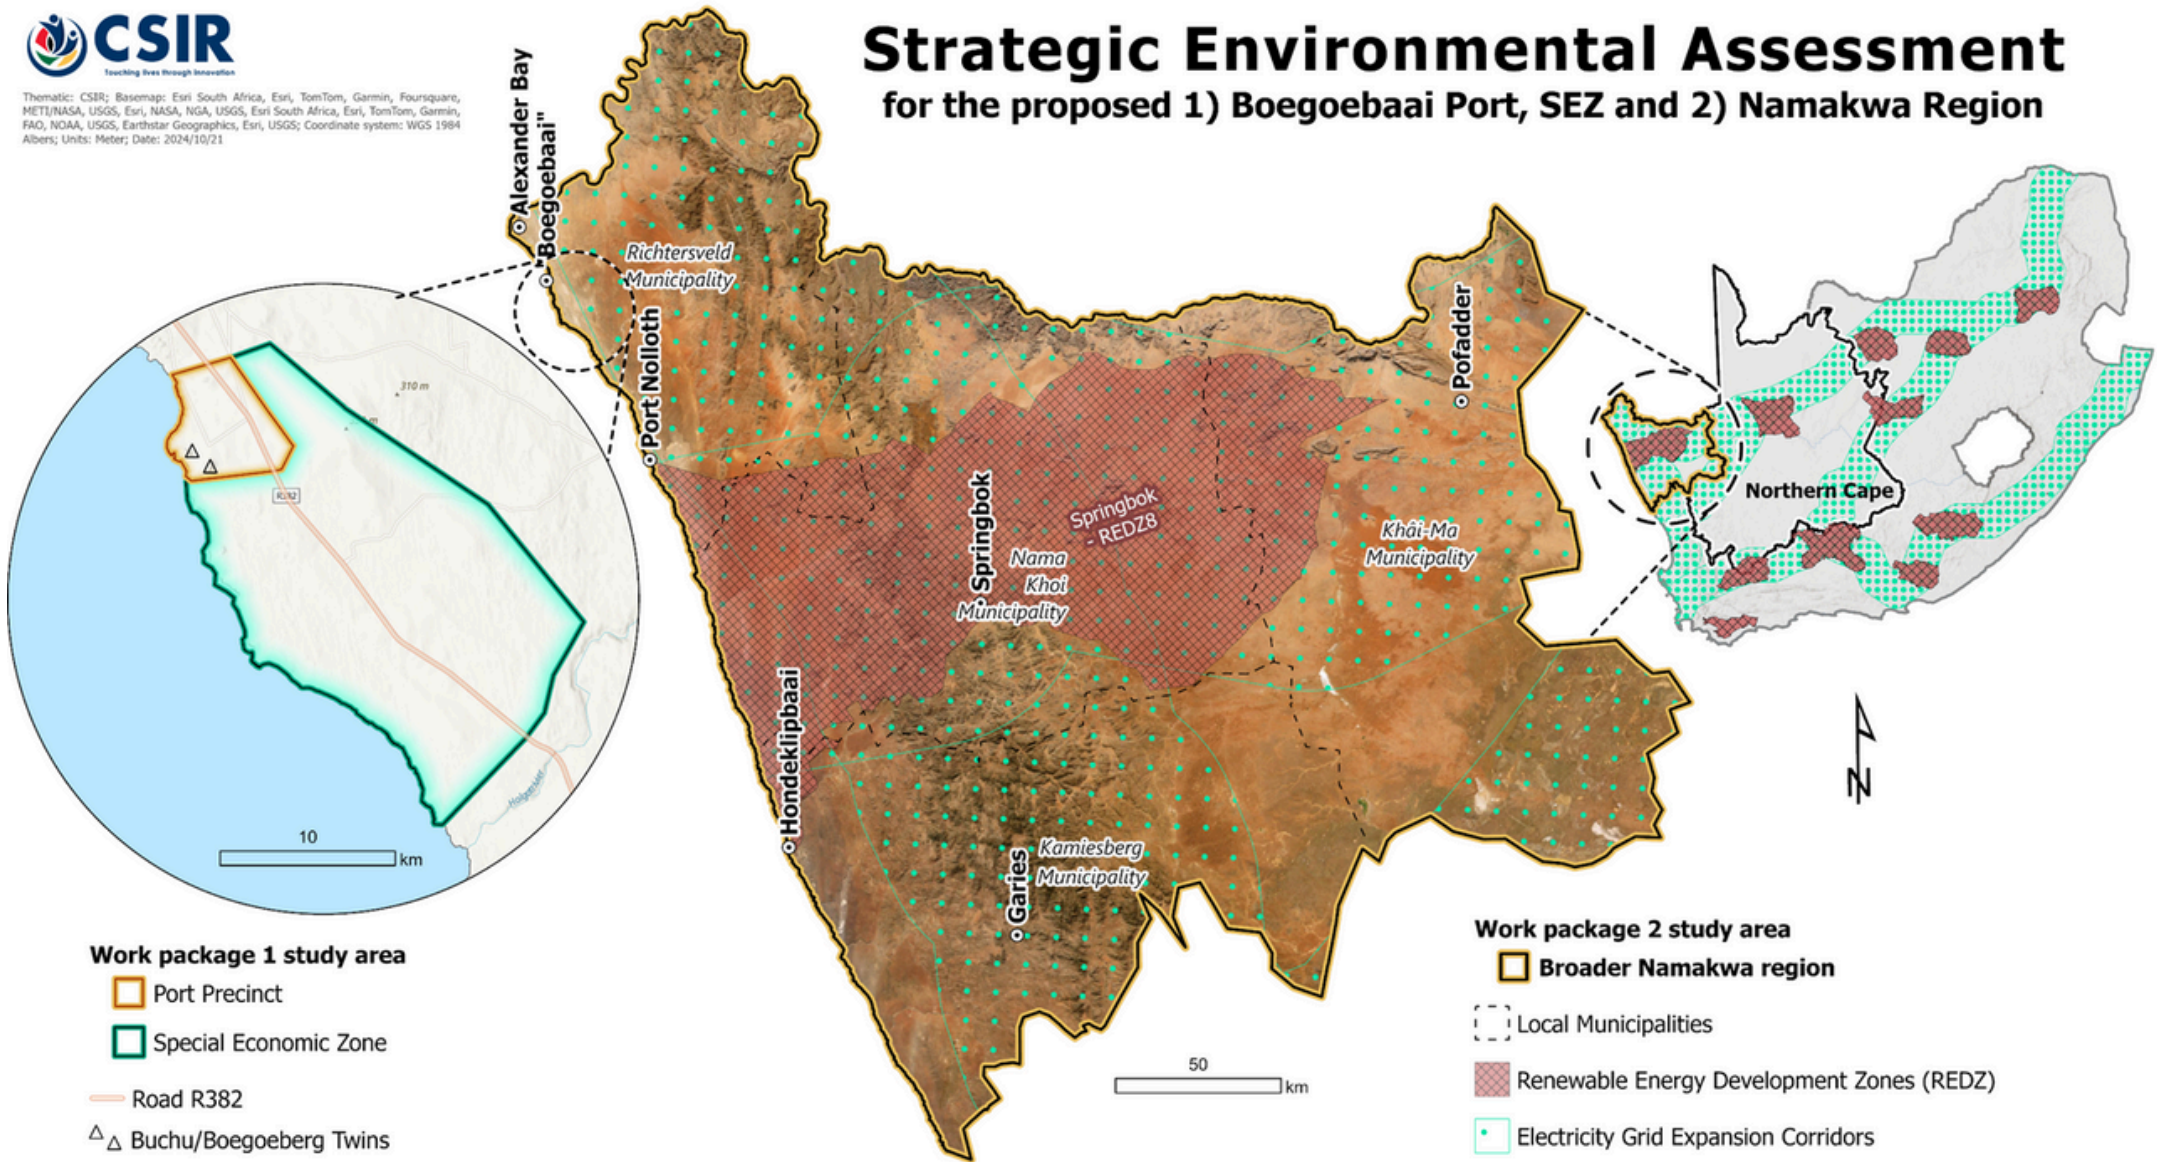 CSIR
Touching lives through innovation
Thematic: CSIR; Basemap: Esri South Africa, Esri, TomTom, Garmin, Foursquare,
METI/NASA, USGS, Esri, NASA, NGA, USGS, Esri South Africa, Esri, TomTom, Garmin,
FAO, NOAA, USGS, Earthstar Geographics, Esri, USGS; Coordinate system: WGS 1984
Albers; Units: Meter; Date: 2024/10/21
Strategic Environmental Assessment
for the proposed 1) Boegoebaai Port, SEZ and 2) Namakwa Region
Alexander Bay
"Boegoebaai"
Richtersveld
Municipality
Port Nolloth
Pofadder
Springbok
Springbok
- REDZ8
Nama
Khoi
Municipality
Khâi-Ma
Municipality
Hondeklipbaai
Garies
Kamiesberg
Municipality
Northern Cape
N
310 m
m
R382
10
km
50
km
Work package 1 study area
Port Precinct
Special Economic Zone
Road R382
Buchu/Boegoeberg Twins
Work package 2 study area
Broader Namakwa region
Local Municipalities
Renewable Energy Development Zones (REDZ)
Electricity Grid Expansion Corridors